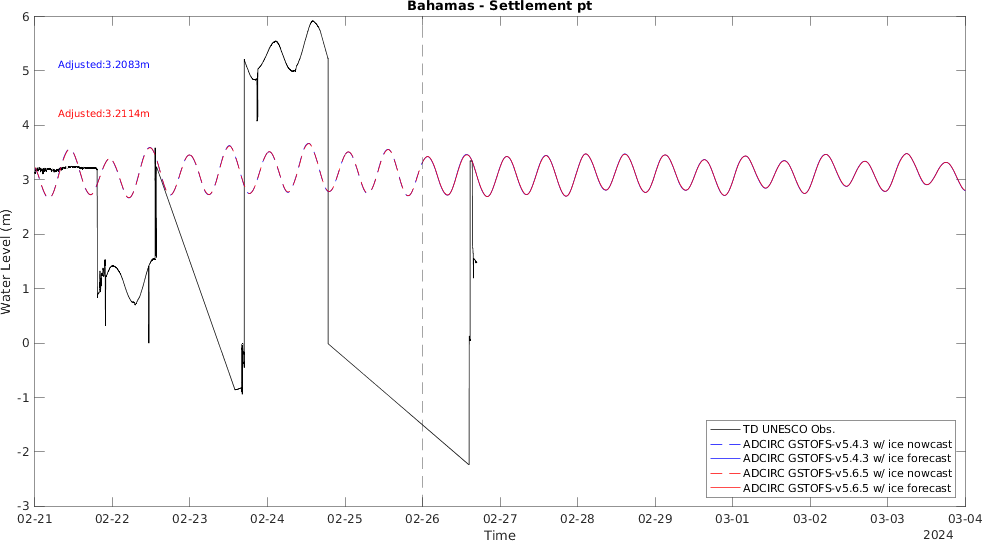 Bahamas - Settlement pt
Adjusted:3.2083m
Adjusted:3.2114m
Water Level (m)
6
5
4
3
2
1
0
-1
-2
-3
TD UNESCO Obs.
ADCIRC GSTOFS-v5.4.3 w/ ice nowcast
ADCIRC GSTOFS-v5.4.3 w/ ice forecast
ADCIRC GSTOFS-v5.6.5 w/ ice nowcast
ADCIRC GSTOFS-v5.6.5 w/ ice forecast
02-21 02-22 02-23 02-24 02-25 02-26 02-27 02-28 02-29 03-01 03-02 03-03 03-04
Time
2024